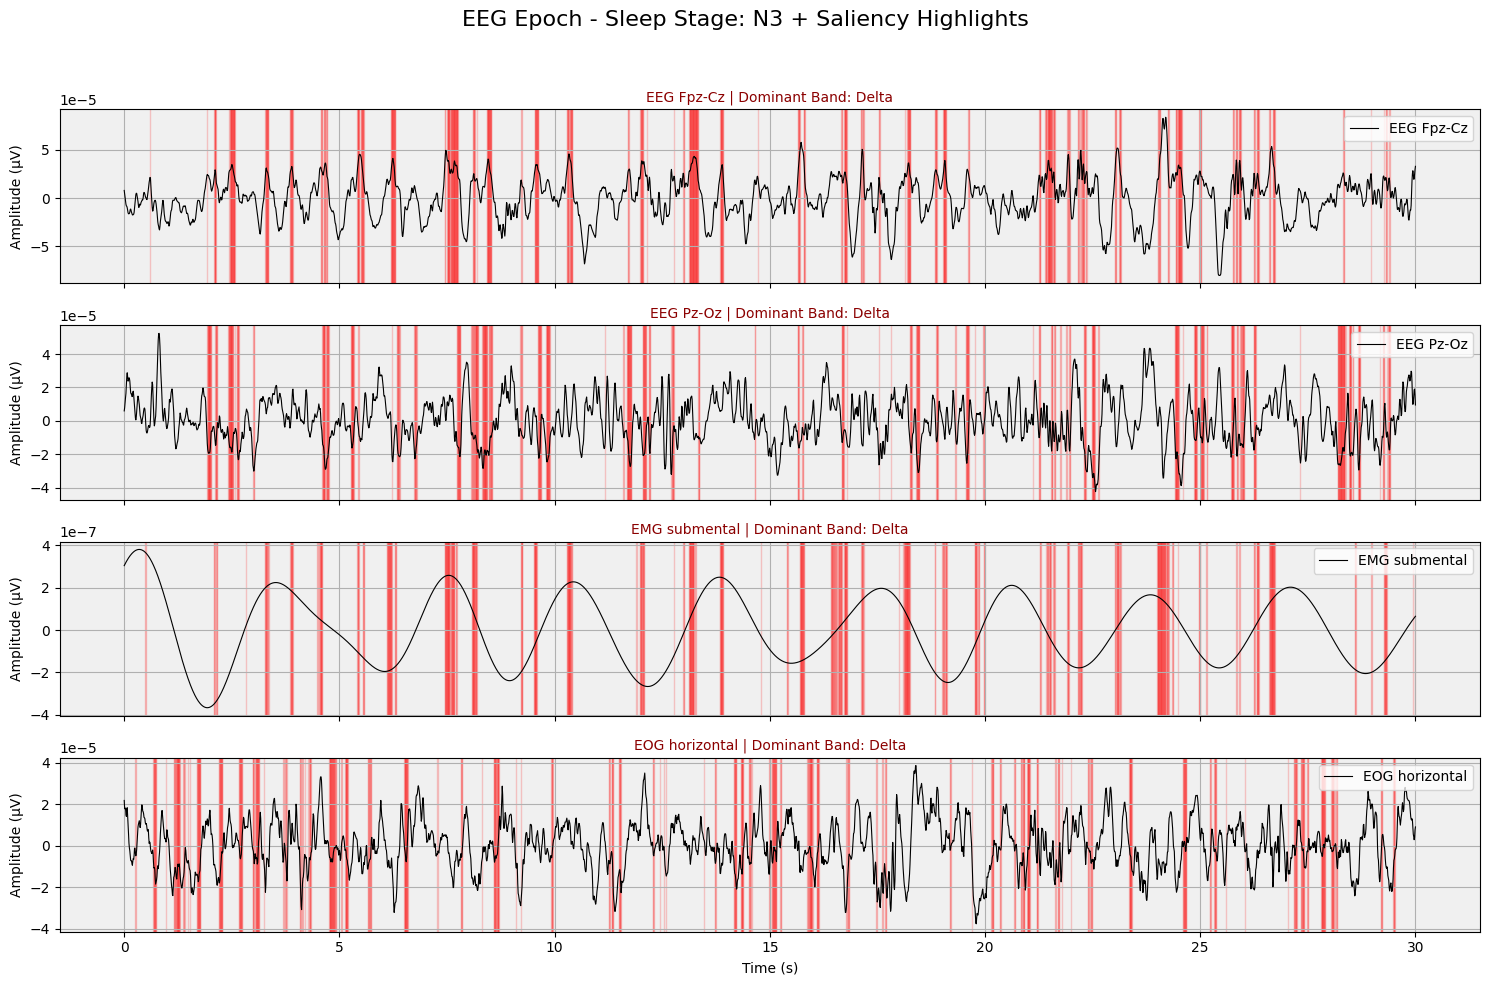 EEG Epoch - Sleep Stage: N3 + Saliency Highlights
1e−5
EEG Fpz-Cz | Dominant Band: Delta
EEG Fpz-Cz
Amplitude (µV)
5
0
−5
1e−5
EEG Pz-Oz | Dominant Band: Delta
EEG Pz-Oz
Amplitude (µV)
4
2
0
−2
−4
1e−7
EMG submental | Dominant Band: Delta
EMG submental
Amplitude (µV)
4
2
0
−2
−4
1e−5
EOG horizontal | Dominant Band: Delta
EOG horizontal
Amplitude (µV)
4
2
0
−2
−4
0 5 10 15 20 25 30
Time (s)